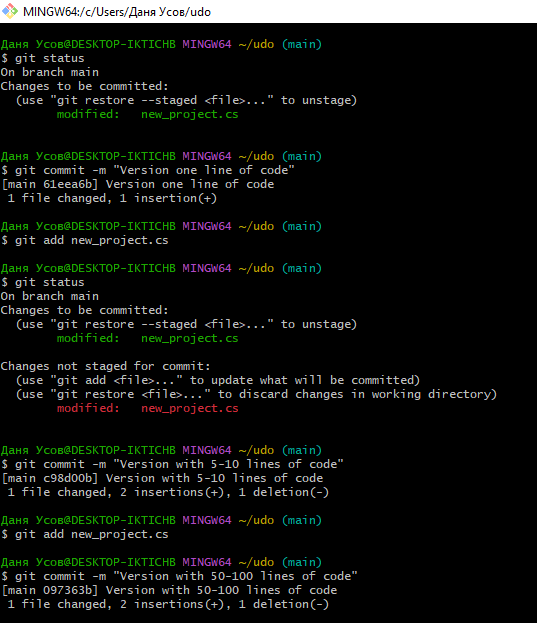 MINGW64:/c/Users/Даня Усов/udo
Даня Усов@DESKTOP-IKTICHB MINGW64 ~/udo (main)
$ git status
On branch main
Changes to be committed:
  (use "git restore --staged <file>..." to unstage)
        modified:   new_project.cs
Даня Усов@DESKTOP-IKTICHB MINGW64 ~/udo (main)
$ git commit -m "Version one line of code"
[main 61eea6b] Version one line of code
 1 file changed, 1 insertion(+)
Даня Усов@DESKTOP-IKTICHB MINGW64 ~/udo (main)
$ git add new_project.cs
Даня Усов@DESKTOP-IKTICHB MINGW64 ~/udo (main)
$ git status
On branch main
Changes to be committed:
  (use "git restore --staged <file>..." to unstage)
        modified:   new_project.cs
Changes not staged for commit:
  (use "git add <file>..." to update what will be committed)
  (use "git restore <file>..." to discard changes in working directory)
        modified:   new_project.cs
Даня Усов@DESKTOP-IKTICHB MINGW64 ~/udo (main)
$ git commit -m "Version with 5-10 lines of code"
[main c98d00b] Version with 5-10 lines of code
 1 file changed, 2 insertions(+), 1 deletion(-)
Даня Усов@DESKTOP-IKTICHB MINGW64 ~/udo (main)
$ git add new_project.cs
Даня Усов@DESKTOP-IKTICHB MINGW64 ~/udo (main)
$ git commit -m "Version with 50-100 lines of code"
[main 097363b] Version with 50-100 lines of code
 1 file changed, 2 insertions(+), 1 deletion(-)